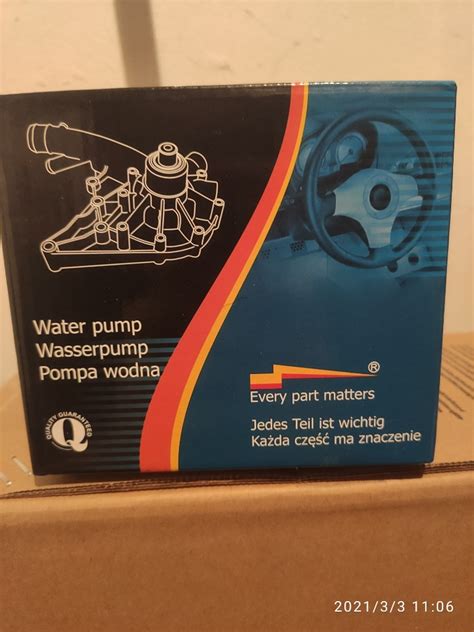 Water pump
Wasserpump
Pompa wodna
QUALITY GUARANTEED
Q
®
Every part matters
Jedes Teil ist wichtig
Każda część ma znaczenie
2021/3/3 11:06